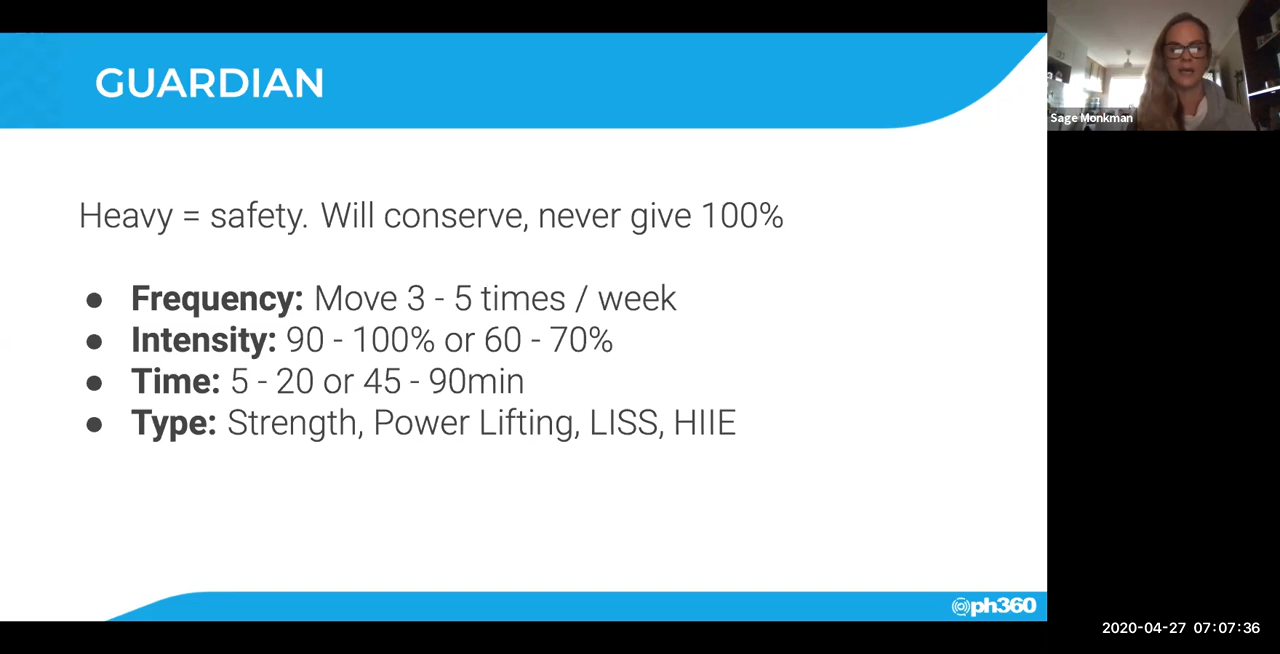 GUARDIAN
Sage Monkman
Heavy = safety. Will conserve, never give 100%
● Frequency: Move 3 - 5 times / week
● Intensity: 90 - 100% or 60 - 70%
● Time: 5 - 20 or 45 - 90min
● Type: Strength, Power Lifting, LISS, HIIE
ph360
2020-04-27 07:07:36